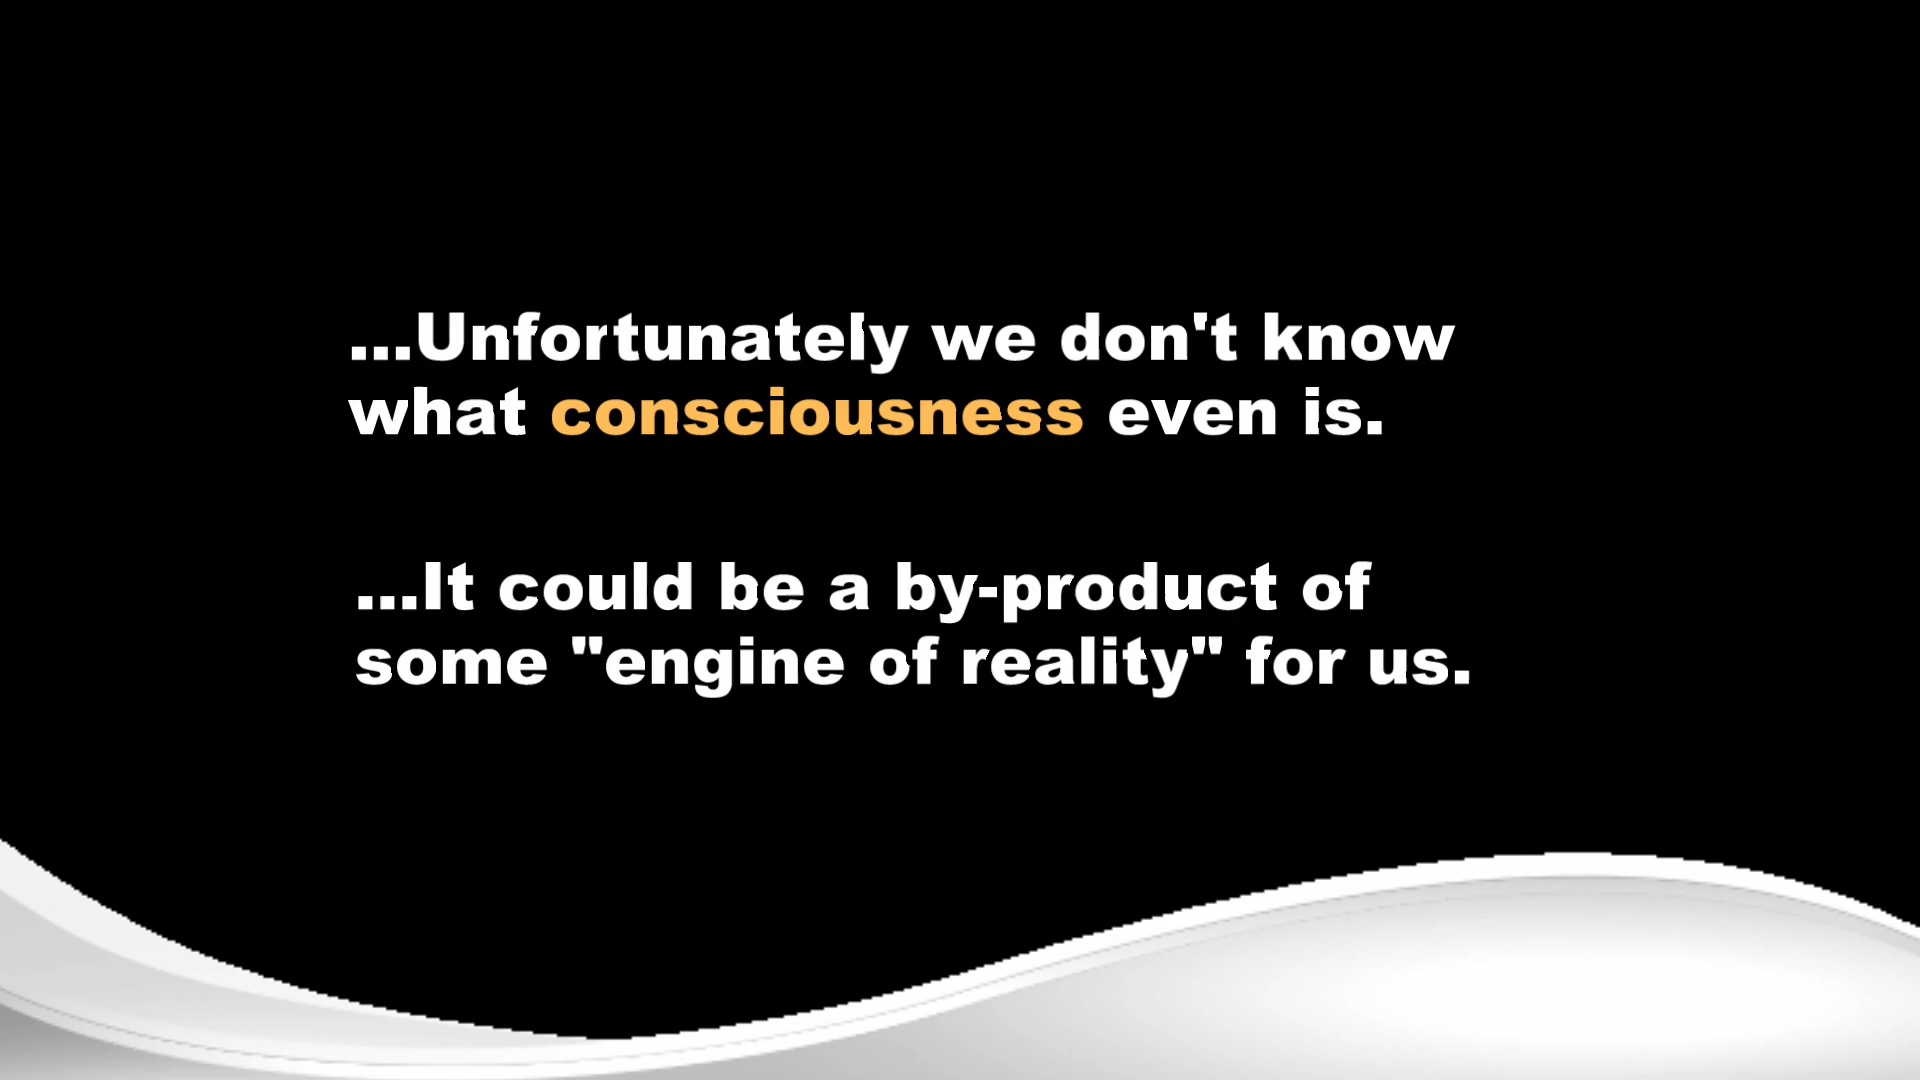 ...Unfortunately we don't know
what consciousness even is.
...It could be a by-product of
some "engine of reality" for us.